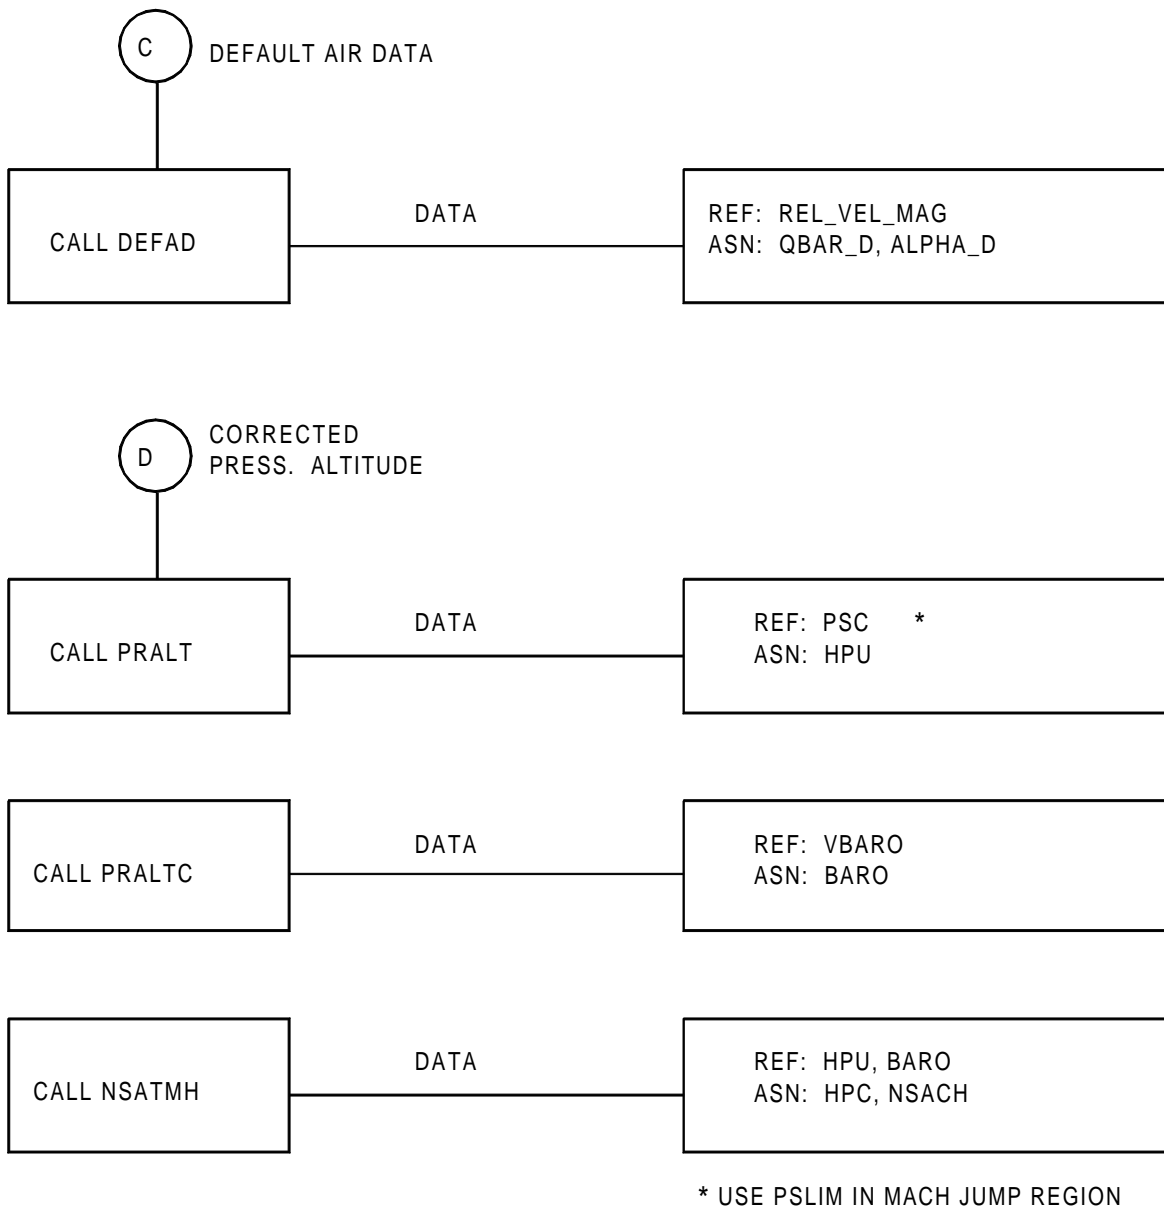 C
DEFAULT AIR DATA
CALL DEFAD
DATA
REF: REL_VEL_MAG
ASN: QBAR_D, ALPHA_D
D
CORRECTED
PRESS. ALTITUDE
CALL PRALT
DATA
REF: PSC *
ASN: HPU
CALL PRALTC
DATA
REF: VBARO
ASN: BARO
CALL NSATMH
DATA
REF: HPU, BARO
ASN: HPC, NSACH
* USE PSLIM IN MACH JUMP REGION